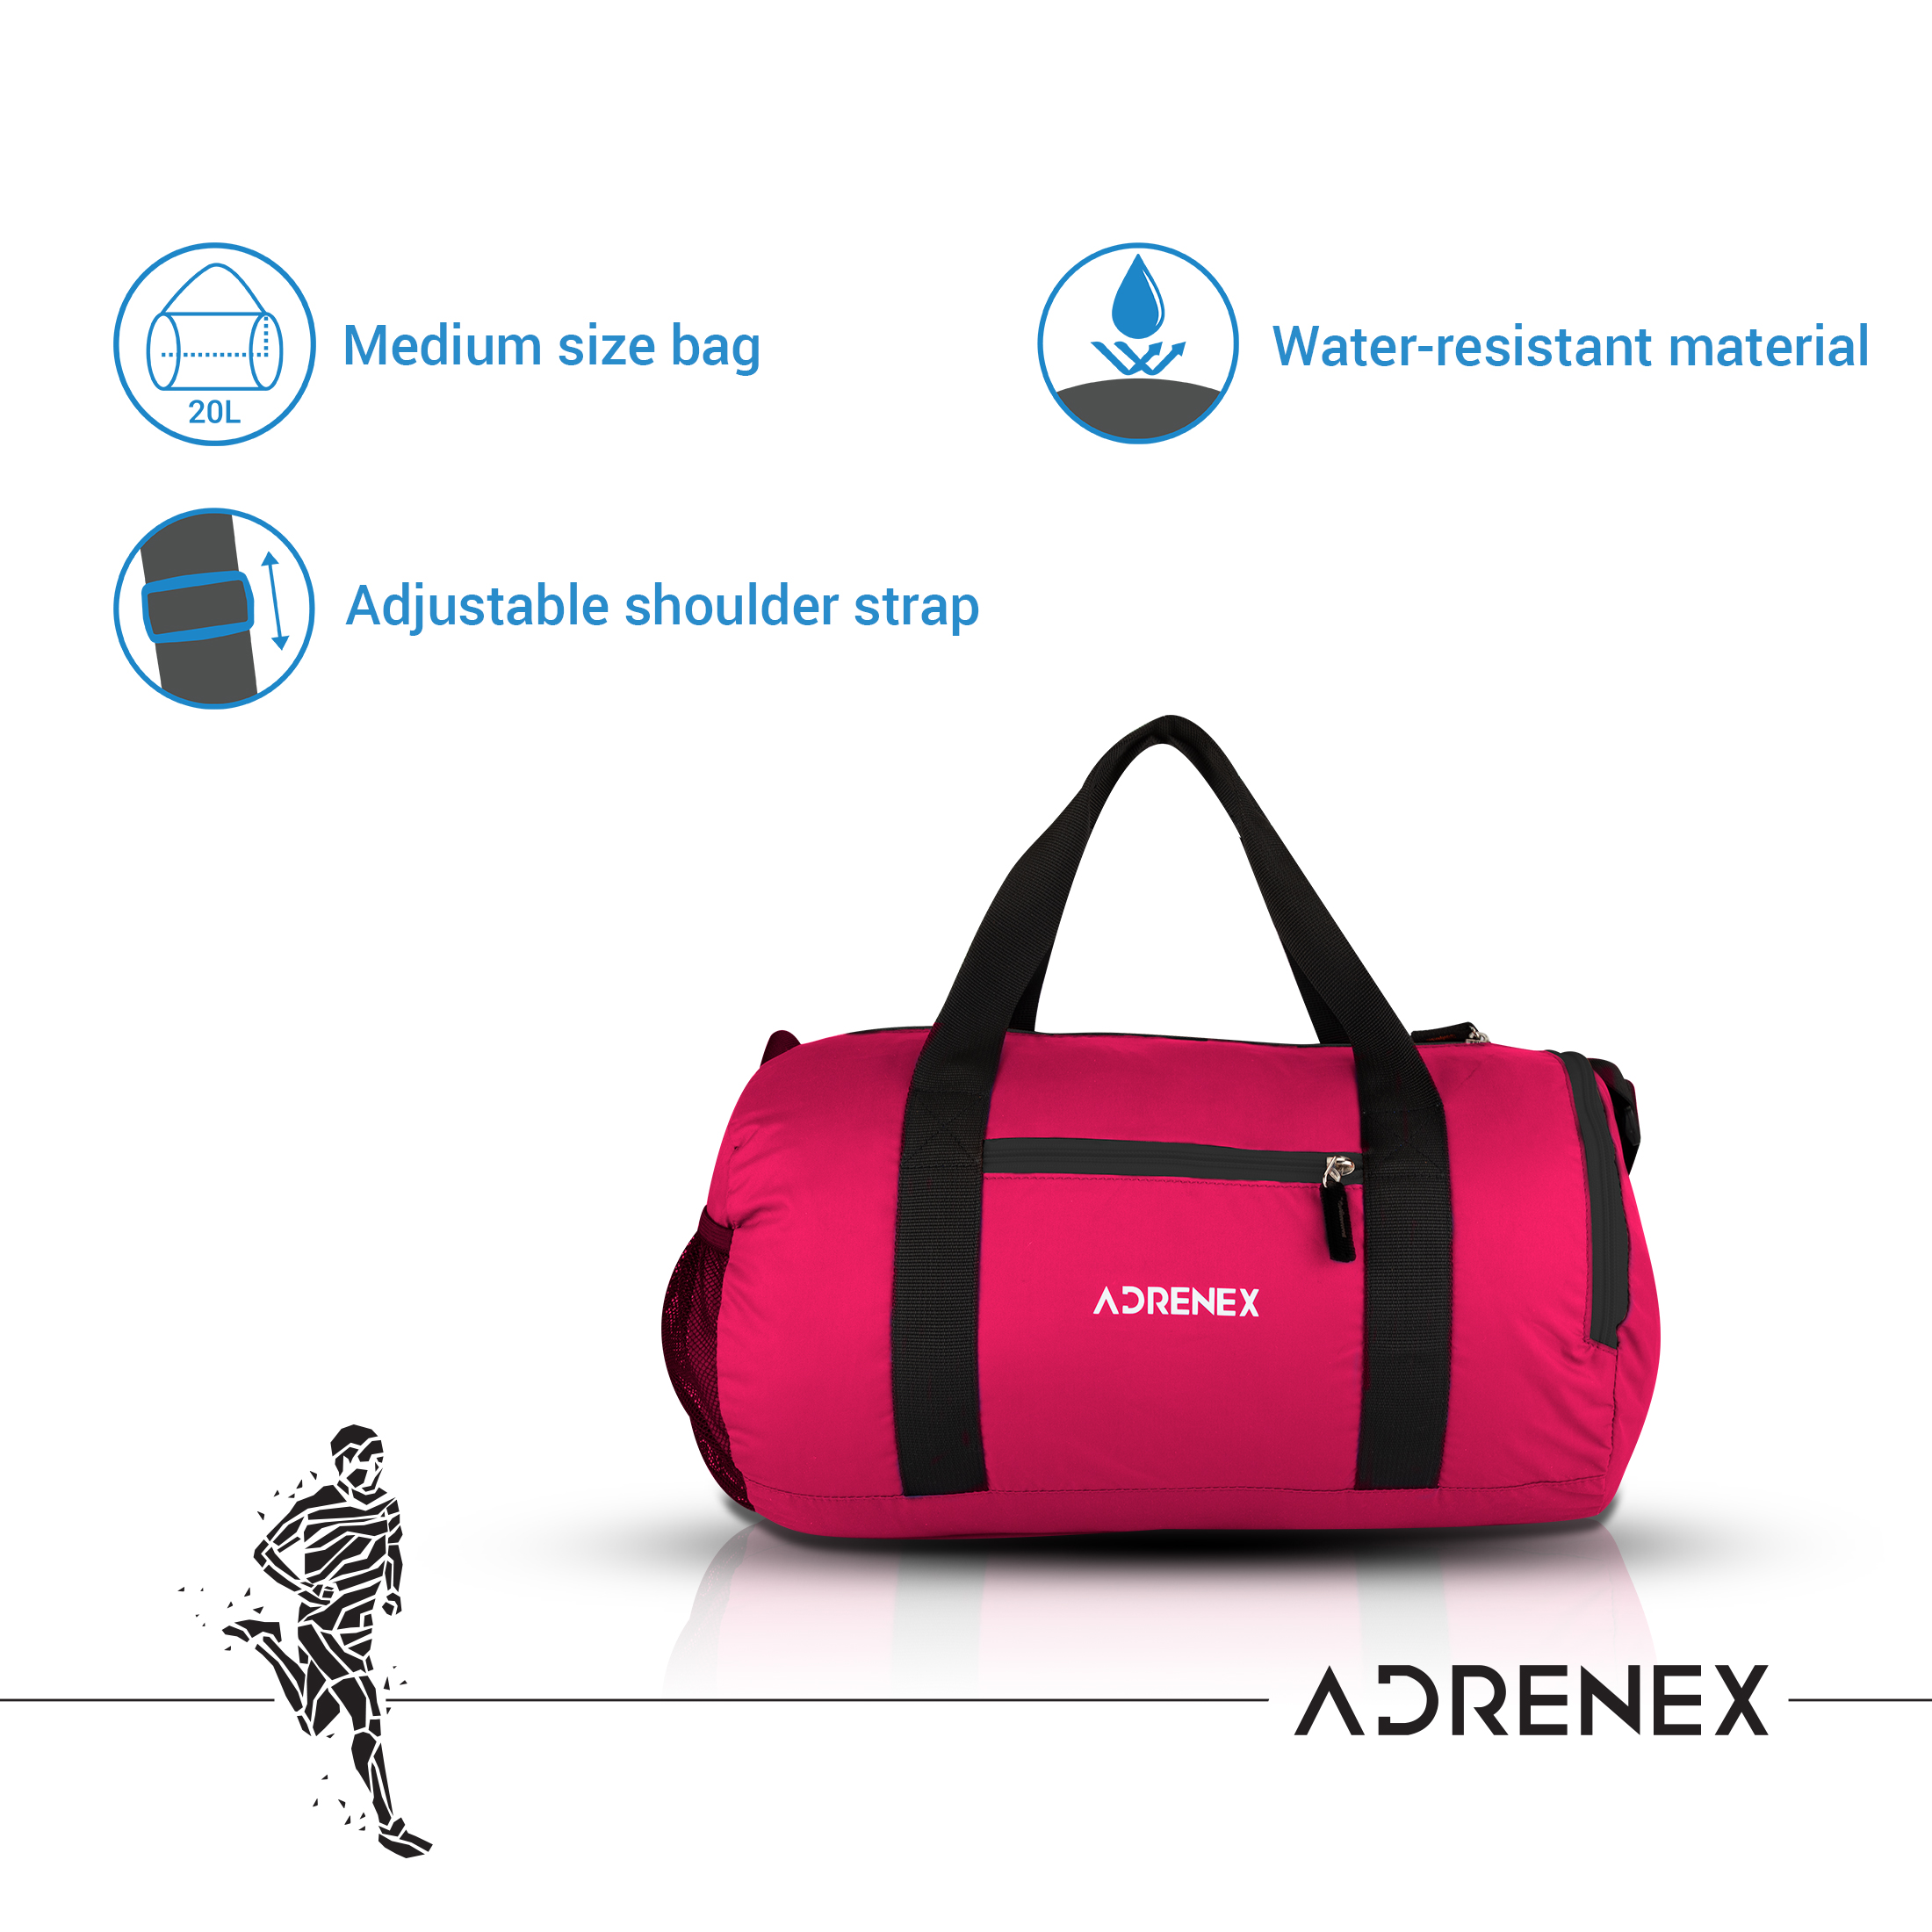 Medium size bag
20L
Water-resistant material
Adjustable shoulder strap
ADRENEX
ADRENEX